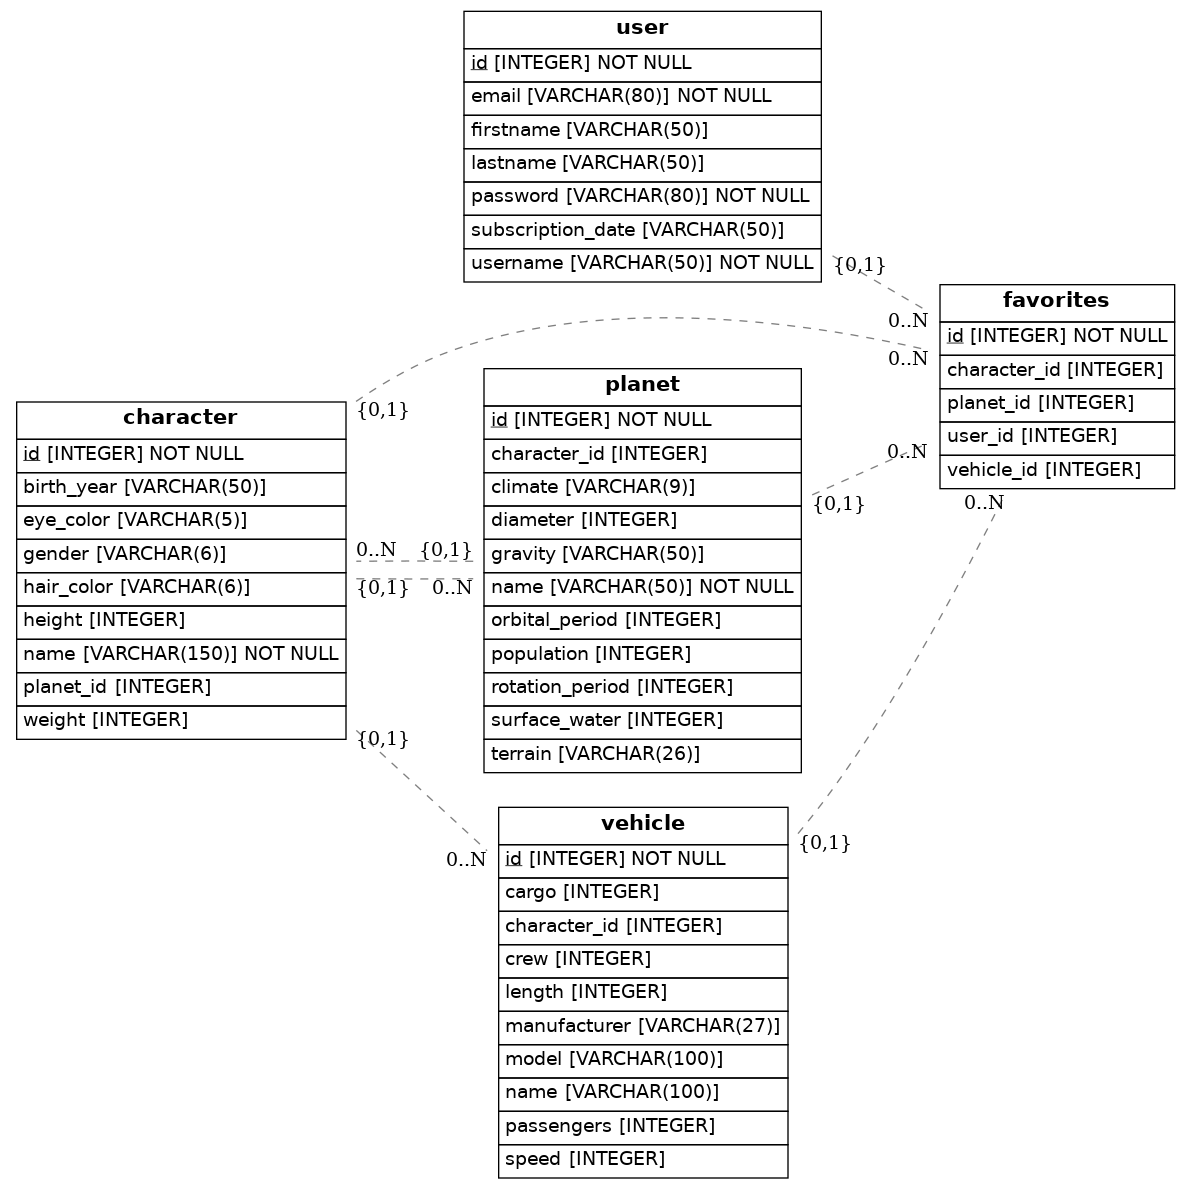 user
id [INTEGER] NOT NULL
email [VARCHAR(80)] NOT NULL
firstname [VARCHAR(50)]
lastname [VARCHAR(50)]
password [VARCHAR(80)] NOT NULL
subscription_date [VARCHAR(50)]
username [VARCHAR(50)] NOT NULL
{0,1}
0..N
favorites
id [INTEGER] NOT NULL
character_id [INTEGER]
planet_id [INTEGER]
user_id [INTEGER]
vehicle_id [INTEGER]
0..N
{0,1}
0..N
{0,1}
0..N
character
id [INTEGER] NOT NULL
birth_year [VARCHAR(50)]
eye_color [VARCHAR(5)]
gender [VARCHAR(6)]
hair_color [VARCHAR(6)]
height [INTEGER]
name [VARCHAR(150)] NOT NULL
planet_id [INTEGER]
weight [INTEGER]
0..N {0,1}
{0,1} 0..N
planet
id [INTEGER] NOT NULL
character_id [INTEGER]
climate [VARCHAR(9)]
diameter [INTEGER]
gravity [VARCHAR(50)]
name [VARCHAR(50)] NOT NULL
orbital_period [INTEGER]
population [INTEGER]
rotation_period [INTEGER]
surface_water [INTEGER]
terrain [VARCHAR(26)]
{0,1}
0..N
{0,1}
vehicle
id [INTEGER] NOT NULL
cargo [INTEGER]
character_id [INTEGER]
crew [INTEGER]
length [INTEGER]
manufacturer [VARCHAR(27)]
model [VARCHAR(100)]
name [VARCHAR(100)]
passengers [INTEGER]
speed [INTEGER]